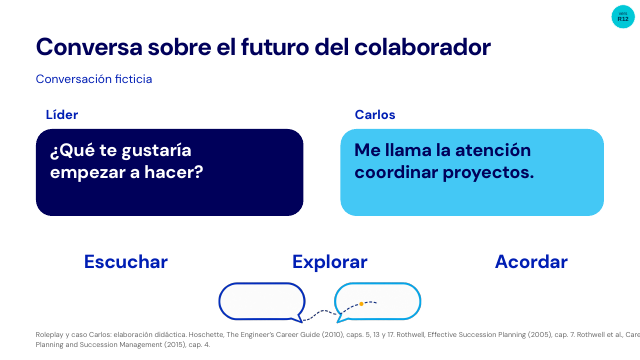 R12
Conversa sobre el futuro del colaborador
Conversación ficticia
Líder
Carlos
¿Qué te gustaría
empezar a hacer?
Me llama la atención
coordinar proyectos.
Escuchar
Explorar
Acordar
Roleplay y caso Carlos: elaboración didáctica. Hoschette, The Engineer's Career Guide (2010), caps. 5, 13 y 17. Rothwell, Effective Succession Planning (2005), cap. 7. Rothwell et al., Care
Planning and Succession Management (2015), cap. 4.